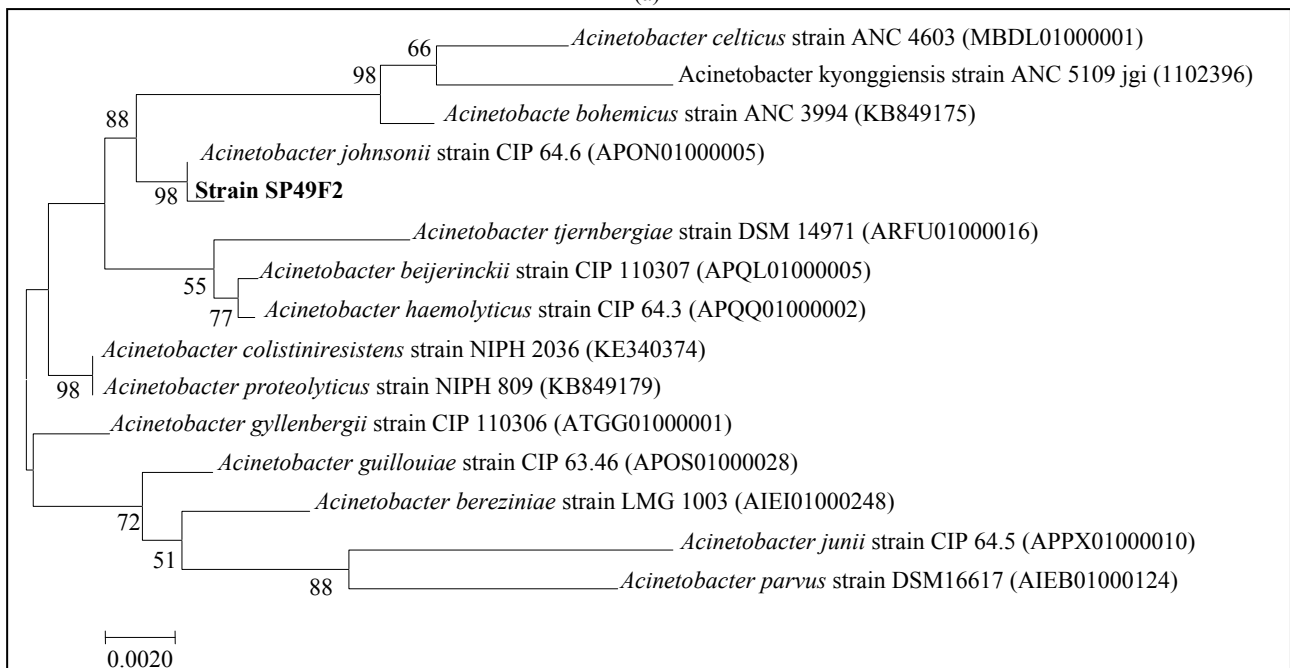 66
Acinetobacter celticus strain ANC 4603 (MBDL01000001)
98
Acinetobacter kyonggiensis strain ANC 5109 jgi (1102396)
88
Acinetobacte bohemicus strain ANC 3994 (KB849175)
Acinetobacter johnsonii strain CIP 64.6 (APON01000005)
98
Strain SP49F2
Acinetobacter tjernbergiae strain DSM 14971 (ARFU01000016)
55
Acinetobacter beijerinckii strain CIP 110307 (APQL01000005)
77
Acinetobacter haemolyticus strain CIP 64.3 (APQQ01000002)
Acinetobacter colistiniresistens strain NIPH 2036 (KE340374)
98
Acinetobacter proteolyticus strain NIPH 809 (KB849179)
Acinetobacter gyllenbergii strain CIP 110306 (ATGG01000001)
Acinetobacter guillouiae strain CIP 63.46 (APOS01000028)
72
Acinetobacter bereziniae strain LMG 1003 (AIEI01000248)
51
Acinetobacter junii strain CIP 64.5 (APPX01000010)
88
Acinetobacter parvus strain DSM16617 (AIEB01000124)
0.0020